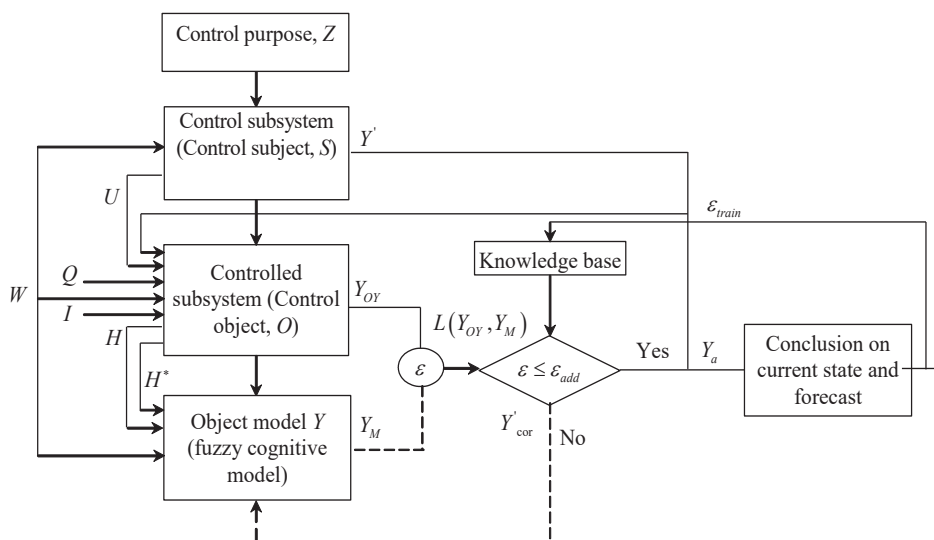 Control purpose, Z
Control subsystem
(Control subject, S)
Y'
U
ε_train
Knowledge base
Q
W
I
Controlled
subsystem (Control
object, O)
Y_OY
L(Y_OY, Y_M)
H
H*
ε
ε ≤ ε_add
Yes
Y_a
Conclusion on
current state and
forecast
Object model Y
(fuzzy cognitive
model)
Y_M
Y'_cor
No